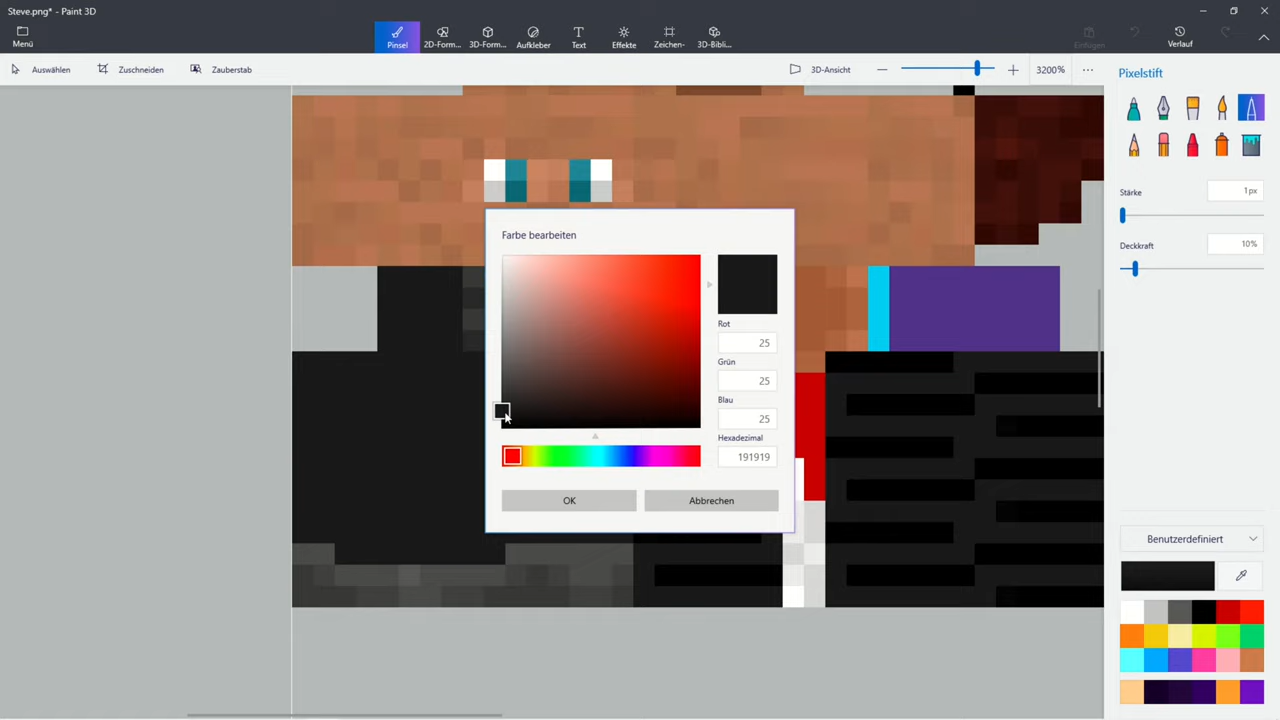 Steve.png* - Paint 3D
Menü
Pinsel
2D-Form...
3D-Form...
Aufkleber
Text
Effekte
Zeichen-
3D-Bibli...
Einfügen
Verlauf
Auswählen
Zuschneiden
Zauberstab
3D-Ansicht
3200%
Pixelstift
Stärke
1px
Deckkraft
10%
Farbe bearbeiten
Rot
25
Grün
25
Blau
25
Hexadezimal
191919
OK
Abbrechen
Benutzerdefiniert